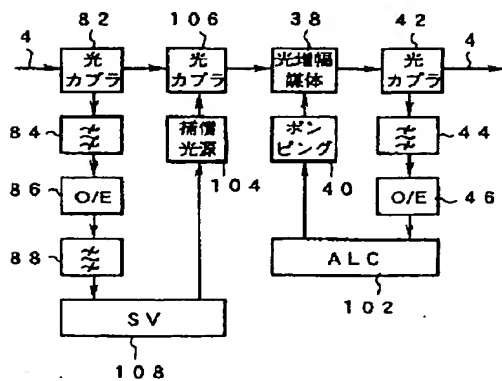 82
106
38
42
4
4
光カプラ
光カプラ
光増幅媒体
光カプラ
84
補償光源
104
ポンピング
40
44
86
O/E
O/E
46
88
SV
ALC
102
108